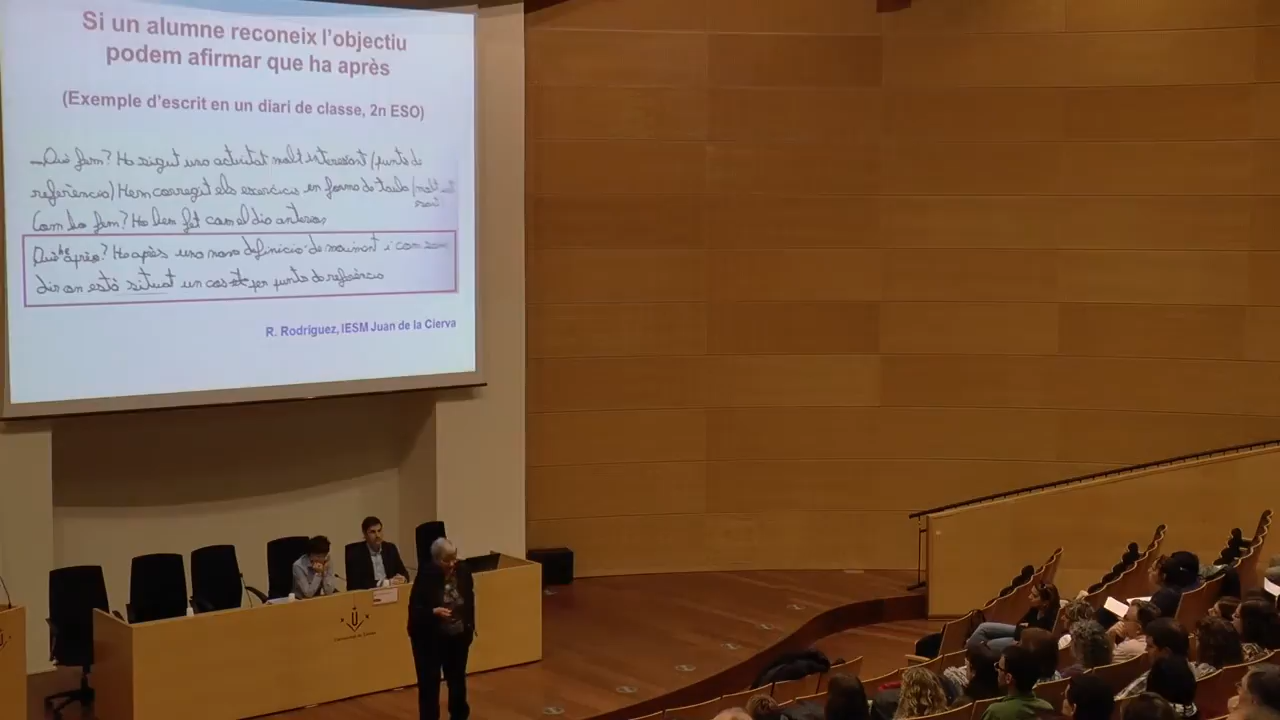 Si un alumne reconeix l'objectiu
podem afirmar que ha après
(Exemple d'escrit en un diari de classe, 2n ESO)
Què fem? Ha sigut una activitat molt interesant (punts de
referència) Hem corregit els exercicis en forma de taula (molt
Com ho fem? Ho hem fet com el dia anterior
Què he après? He après una nova definició de moviment i com
dir on està situat un cos per punts de referència
R. Rodríguez, IESM Juan de la Cierva